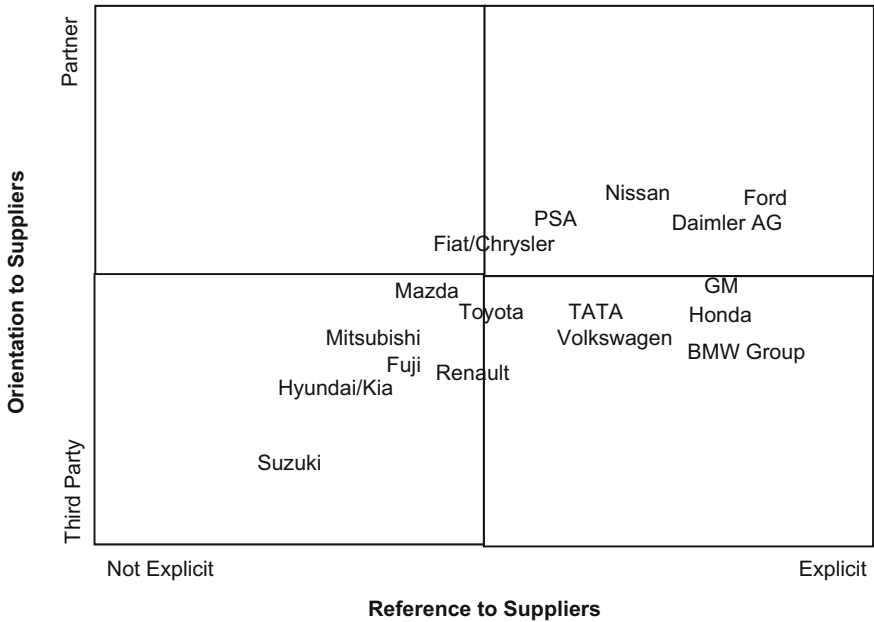 Partner
Orientation to Suppliers
Third Party
Nissan
Ford
PSA
Daimler AG
Fiat/Chrysler
GM
Mazda
Toyota
TATA
Honda
Mitsubishi
Volkswagen
BMW Group
Fuji
Renault
Hyundai/Kia
Suzuki
Not Explicit
Explicit
Reference to Suppliers